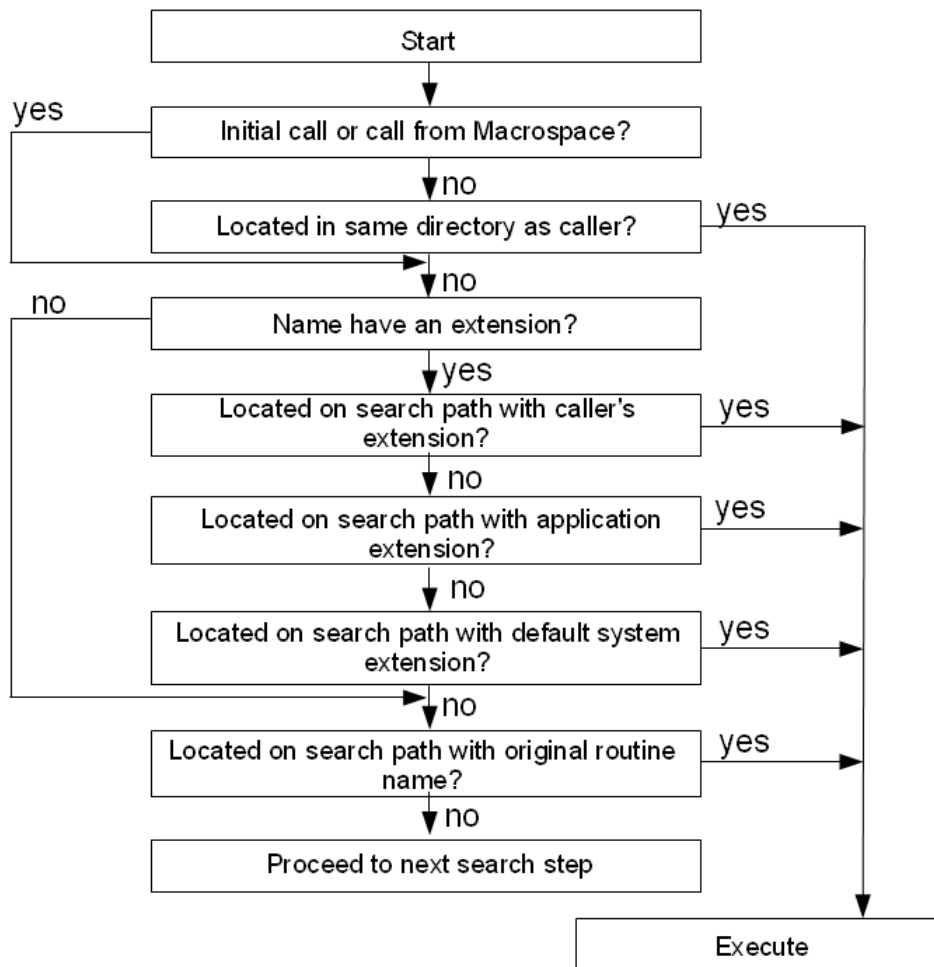 Start
yes
Initial call or call from Macrospace?
no
Located in same directory as caller?
yes
no
no
Name have an extension?
yes
Located on search path with caller's
extension?
yes
no
Located on search path with application
extension?
yes
no
Located on search path with default system
extension?
yes
no
Located on search path with original routine
name?
yes
no
Proceed to next search step
Execute